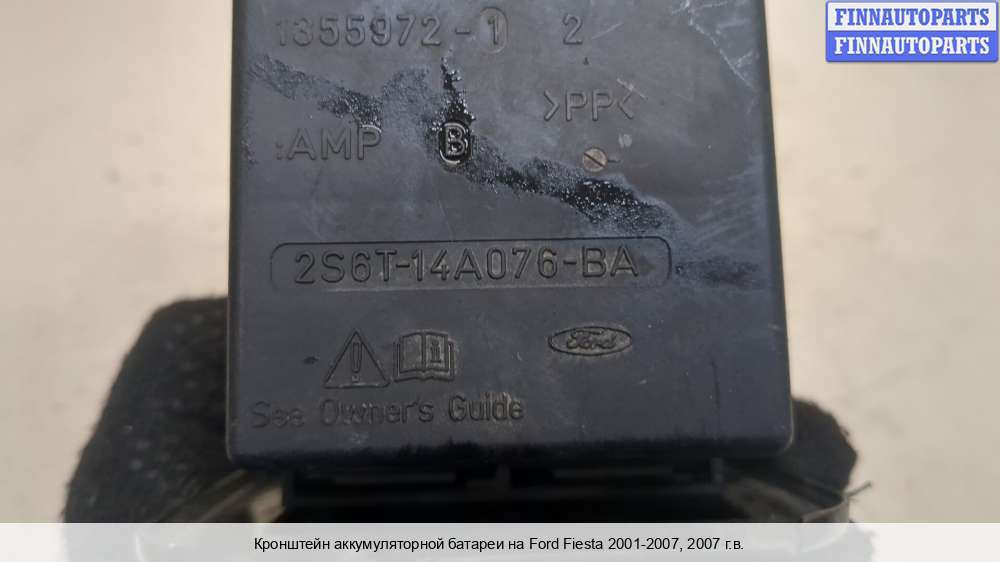 FINNAUTOPARTS
FINNAUTOPARTS
1355972-1 2
>PP<
:AMP B
2S6T-14A076-BA
Ford
See Owner's Guide
Кронштейн аккумуляторной батареи на Ford Fiesta 2001-2007, 2007 г.в.